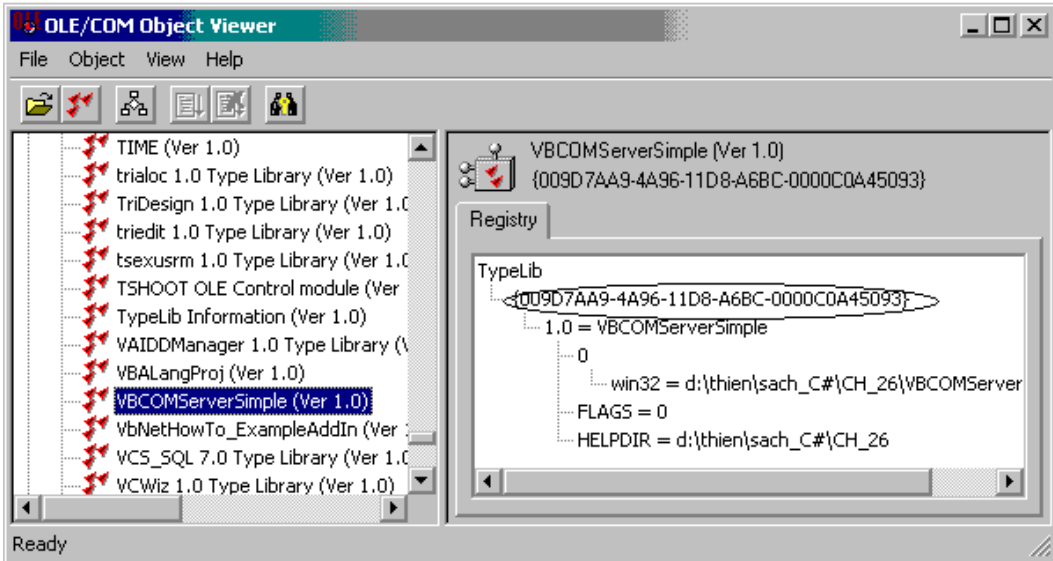 OLE/COM Object Viewer
File Object View Help
TIME (Ver 1.0)
trialoc 1.0 Type Library (Ver 1.0)
TriDesign 1.0 Type Library (Ver 1.0
triedit 1.0 Type Library (Ver 1.0)
tsexusrm 1.0 Type Library (Ver 1.0
TSHOOT OLE Control module (Ver
TypeLib Information (Ver 1.0)
VAIDDManager 1.0 Type Library (V
VBALangProj (Ver 1.0)
VBCOMServerSimple (Ver 1.0)
VbNetHowTo_ExampleAddIn (Ver
VCS_SQL 7.0 Type Library (Ver 1.0
VCWiz 1.0 Type Library (Ver 1.0)
VBCOMServerSimple (Ver 1.0)
{009D7AA9-4A96-11D8-A6BC-0000C0A45093}
Registry
TypeLib
{009D7AA9-4A96-11D8-A6BC-0000C0A45093}
1.0 = VBCOMServerSimple
0
win32 = d:\thien\sach_C#\CH_26\VBCOMServer
FLAGS = 0
HELPDIR = d:\thien\sach_C#\CH_26
Ready